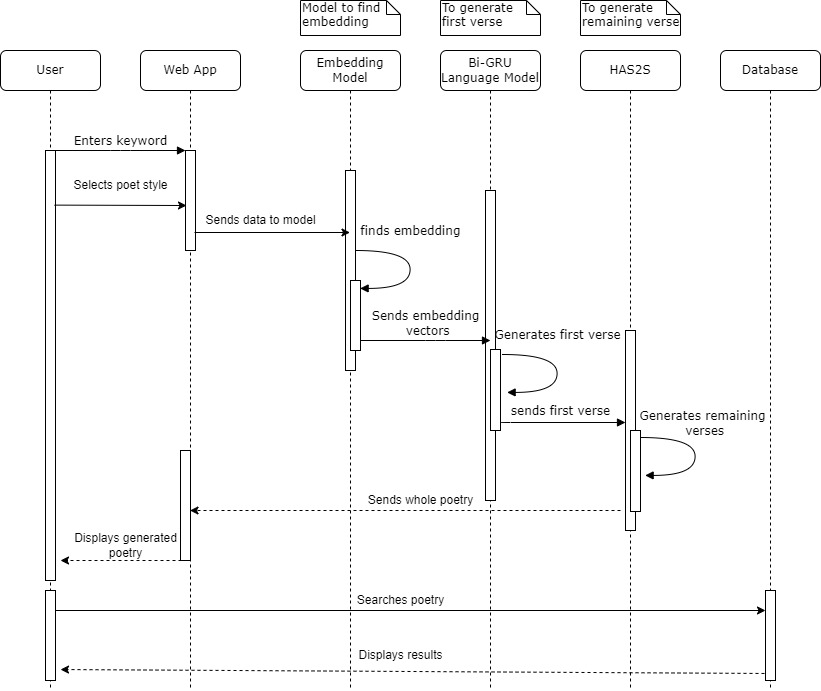 Model to find
embedding
To generate
first verse
To generate
remaining verse
User
Web App
Embedding
Model
Bi-GRU
Language Model
HAS2S
Database
Enters keyword
Selects poet style
Sends data to model
finds embedding
Sends embedding
vectors
Generates first verse
sends first verse
Generates remaining
verses
Sends whole poetry
Displays generated
poetry
Searches poetry
Displays results